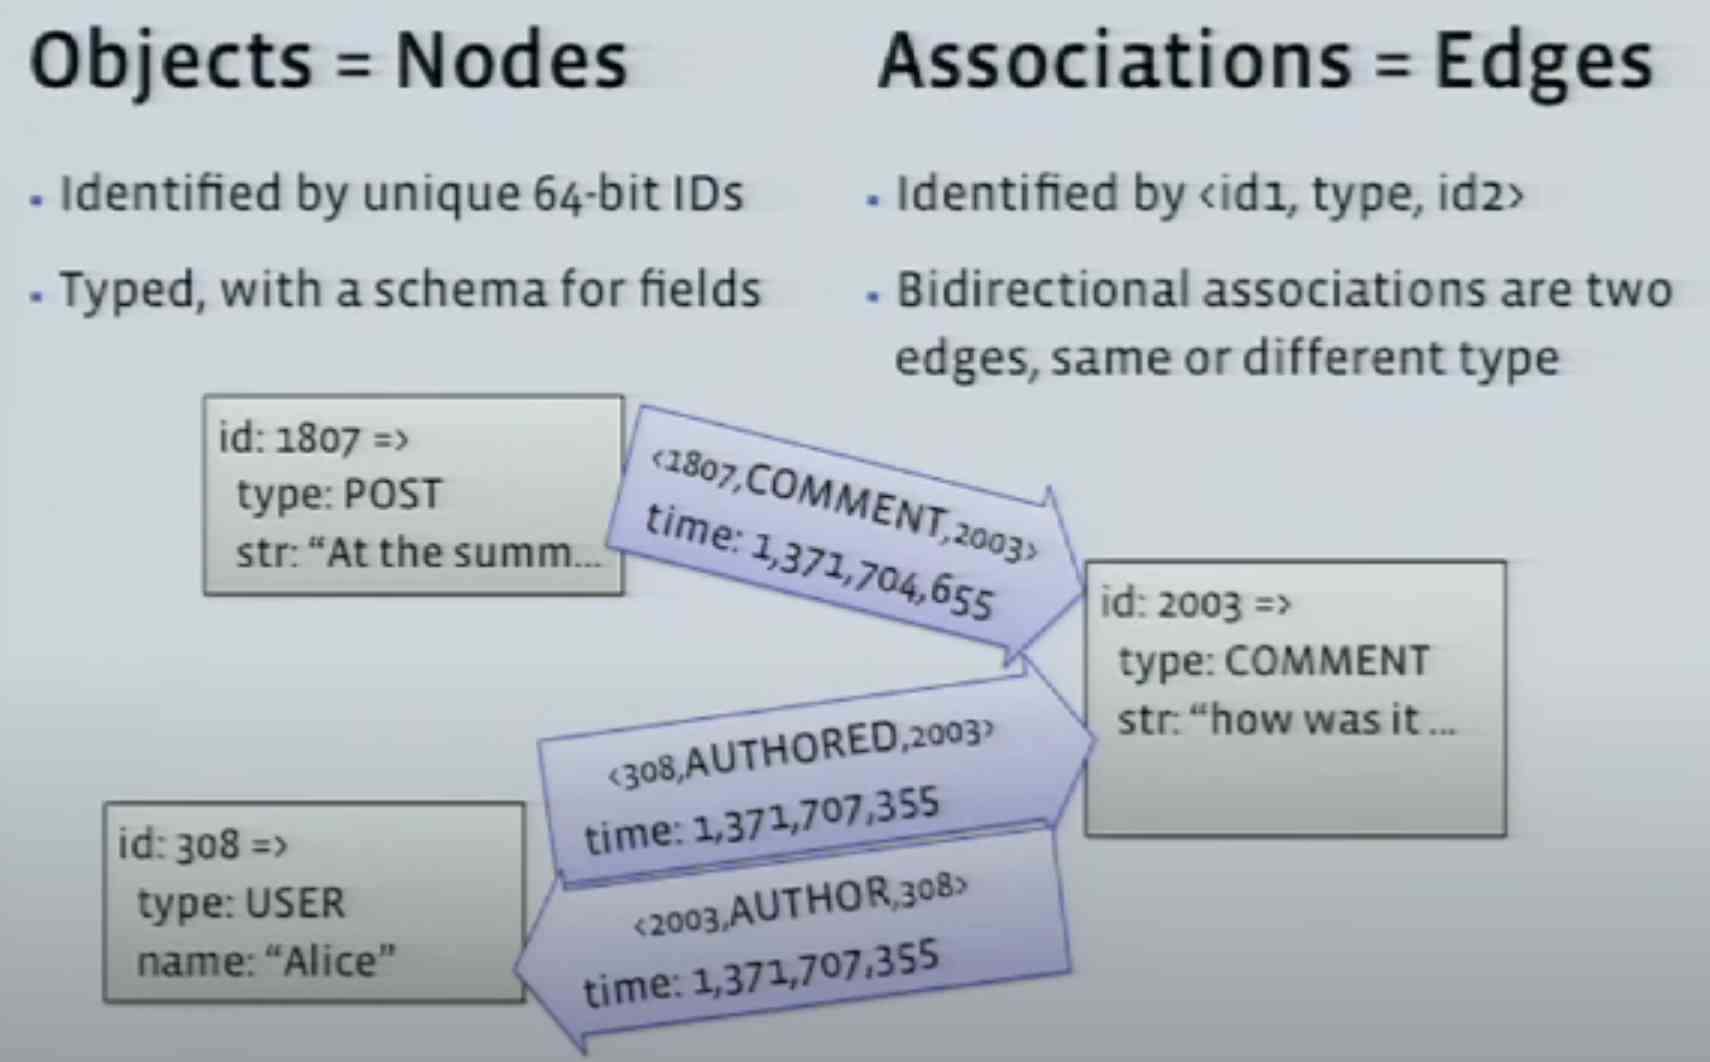 Objects = Nodes
▪ Identified by unique 64-bit IDs
▪ Typed, with a schema for fields
Associations = Edges
▪ Identified by <id1, type, id2>
▪ Bidirectional associations are two
edges, same or different type
id: 1807 =>
type: POST
str: “At the summ...
<1807,COMMENT,2003>
time: 1,371,704,655
id: 2003 =>
type: COMMENT
str: “how was it ...
<308,AUTHORED,2003>
time: 1,371,707,355
id: 308 =>
type: USER
name: “Alice”
<2003,AUTHOR,308>
time: 1,371,707,355